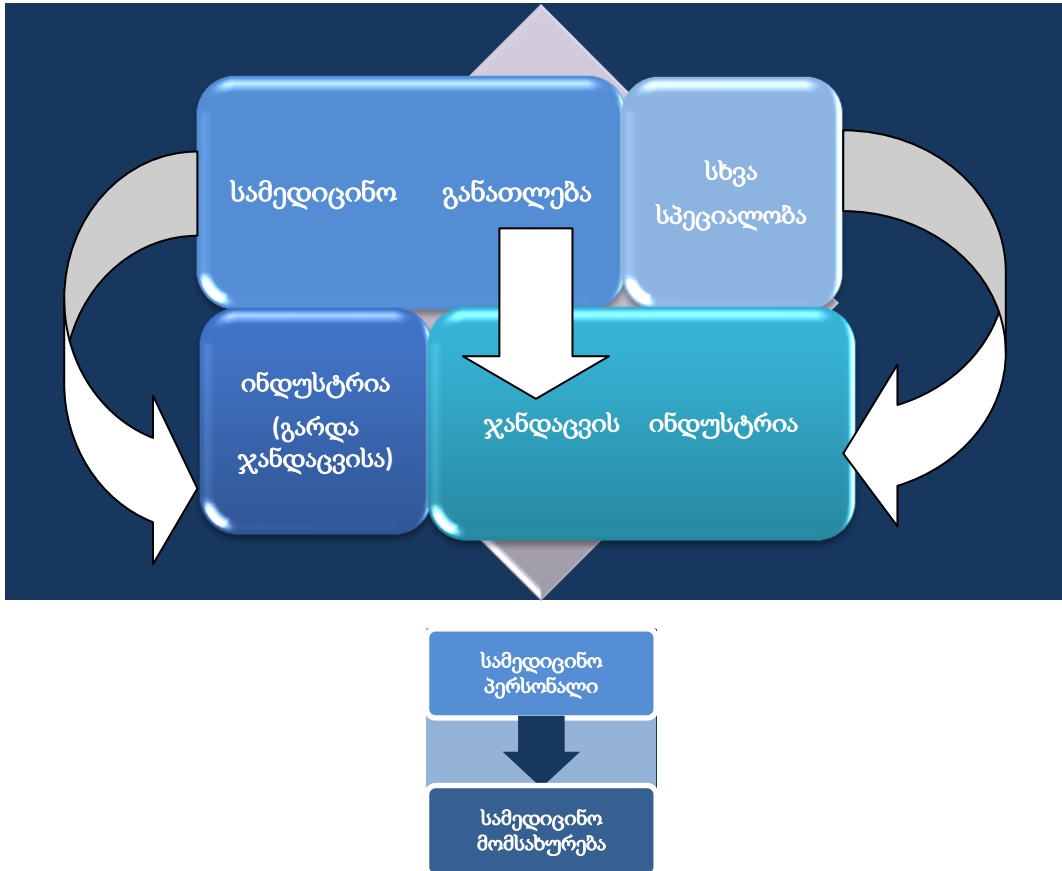 სამედიცინო განათლება
სხვა
სპეციალობა
ინდუსტრია
(გარდა
ჯანდაცვისა)
ჯანდაცვის ინდუსტრია
სამედიცინო
პერსონალი
სამედიცინო
მომსახურება